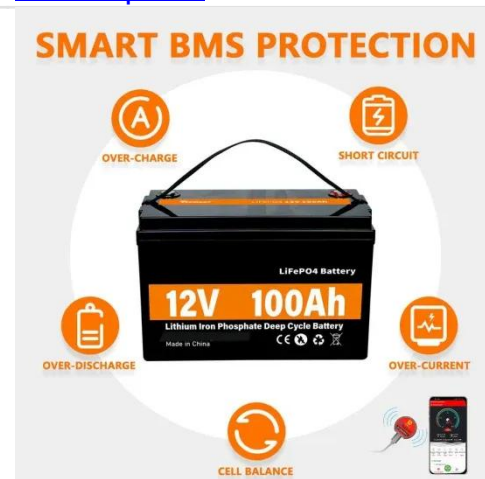 SMART BMS PROTECTION
OVER-CHARGE
SHORT CIRCUIT
LiFePO4 Battery
12V 100Ah
Lithium Iron Phosphate Deep Cycle Battery
Made in China
CE
OVER-DISCHARGE
OVER-CURRENT
CELL BALANCE